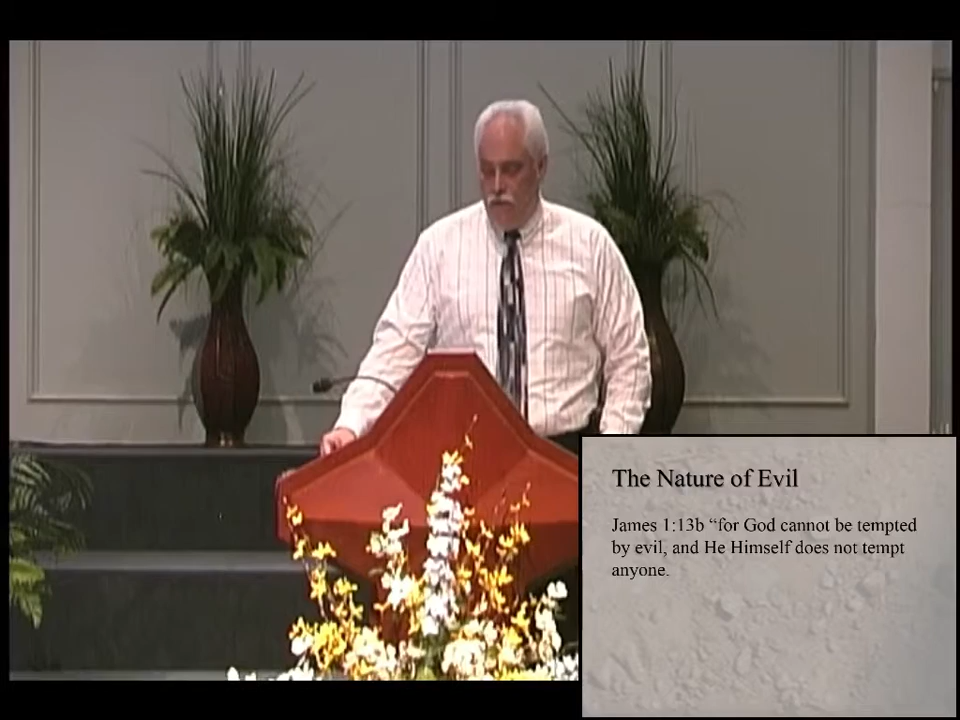 The Nature of Evil
James 1:13b “for God cannot be tempted
by evil, and He Himself does not tempt
anyone.